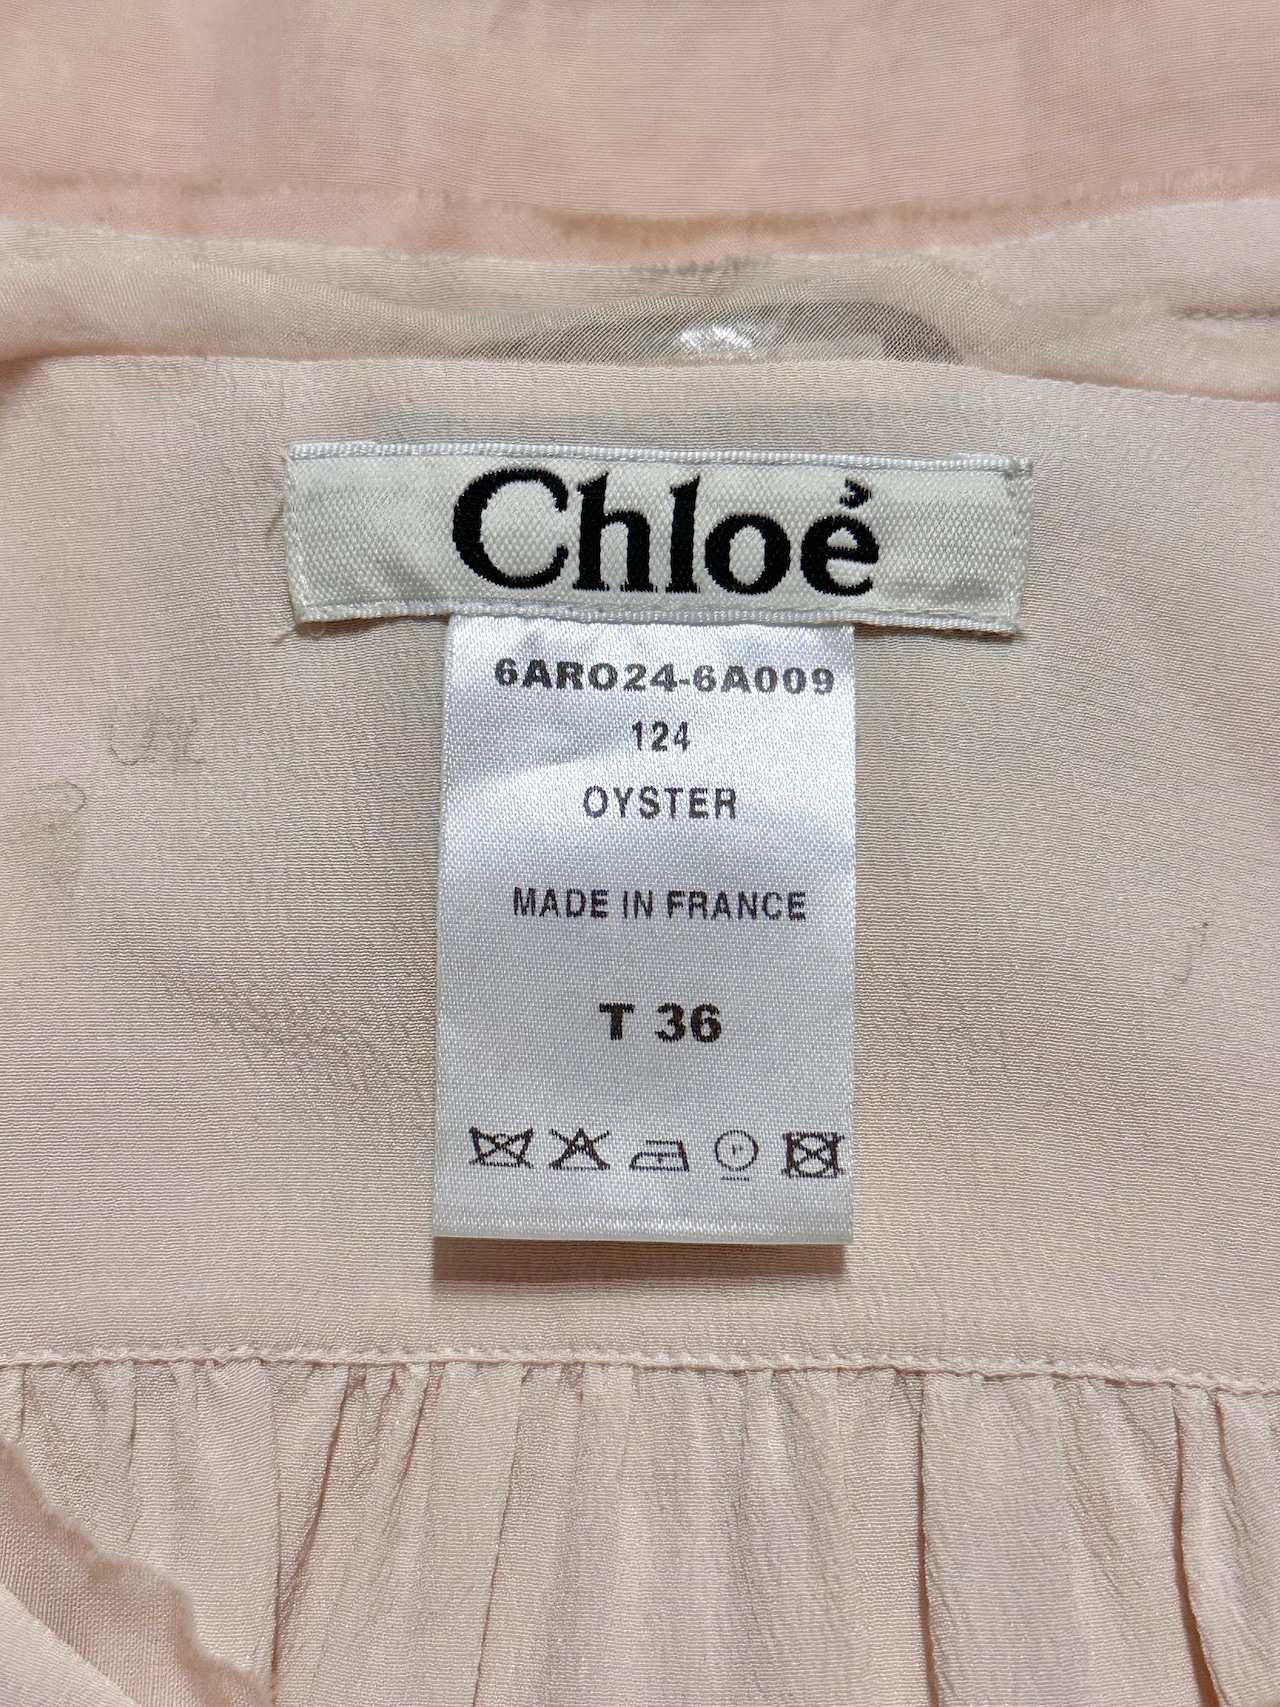 Chloé
6ARO24-6A009
124
OYSTER
MADE IN FRANCE
T 36